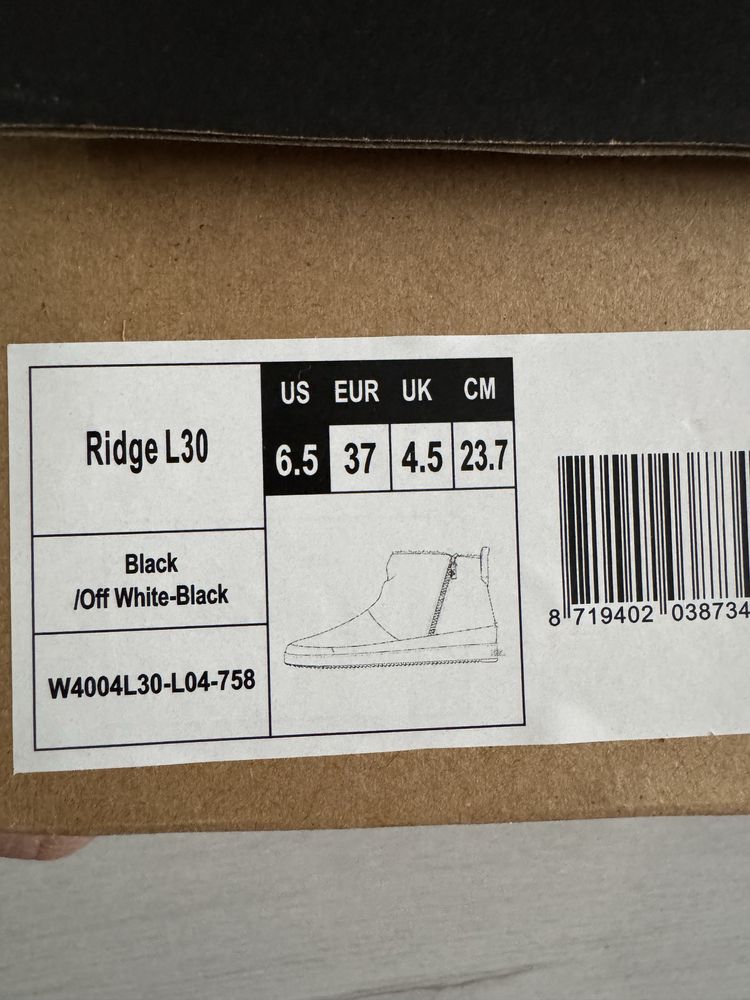 Ridge L30
US EUR UK CM
6.5 37 4.5 23.7
Black
/Off White-Black
W4004L30-L04-758
8 719402 038734